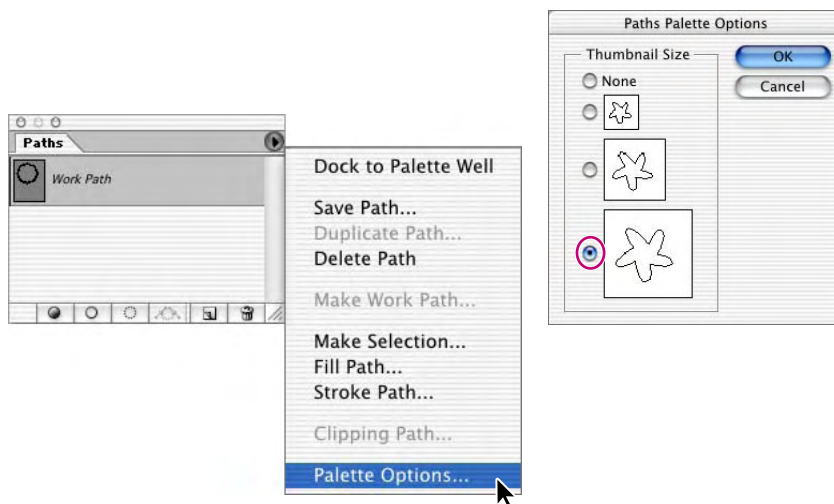 Paths
Work Path
Dock to Palette Well
Save Path...
Duplicate Path...
Delete Path
Make Work Path...
Make Selection...
Fill Path...
Stroke Path...
Clipping Path...
Palette Options...
Paths Palette Options
Thumbnail Size
None
OK
Cancel